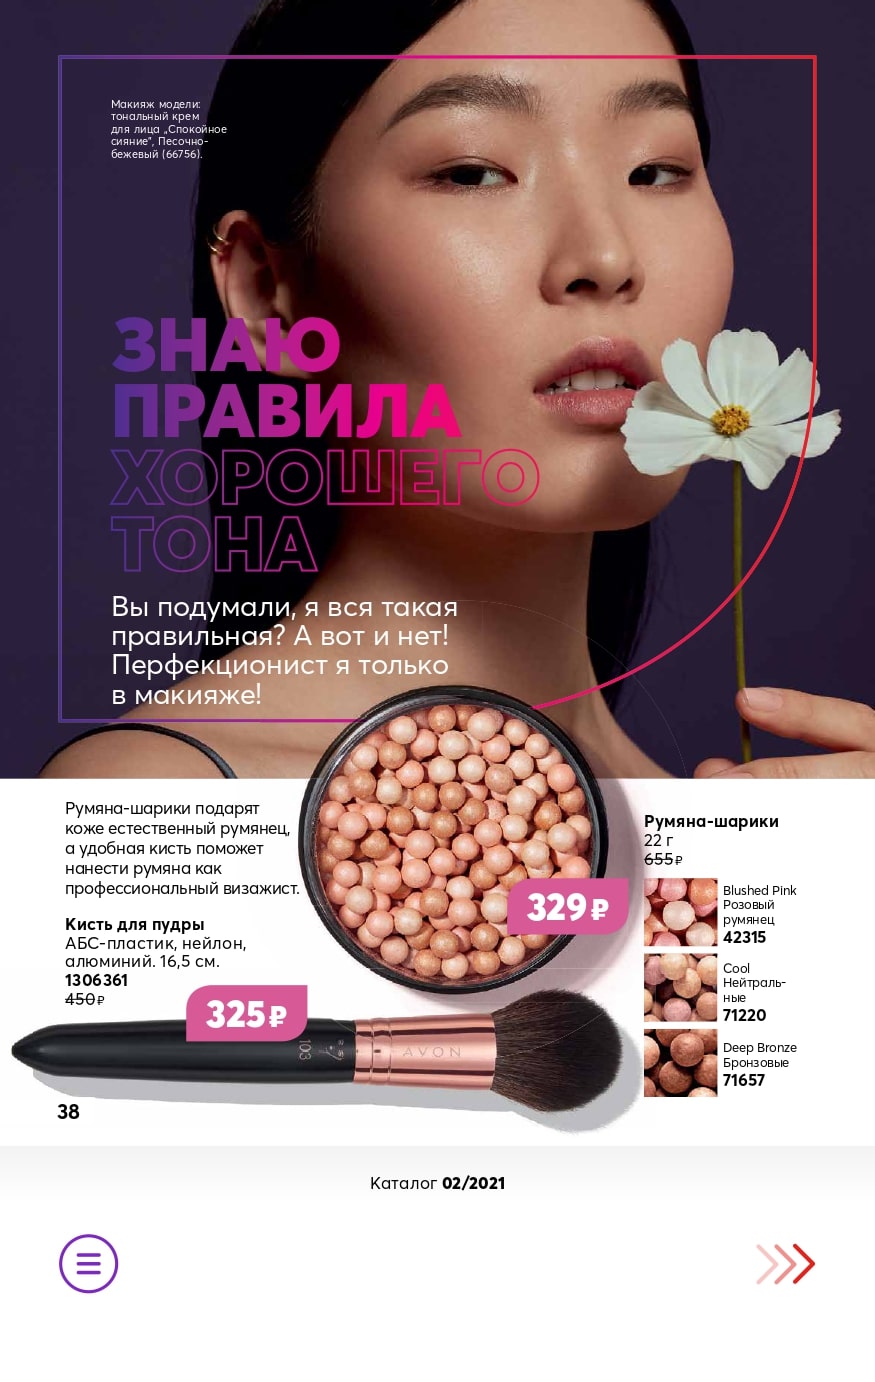 Макияж модели:
тональный крем
для лица „Спокойное
сияние“, Песочно-
бежевый (66756).
ЗНАЮ
ПРАВИЛА
ХОРОШЕГО
ТОНА
Вы подумали, я вся такая
правильная? А вот и нет!
Перфекционист я только
в макияже!
Румяна-шарики подарят
коже естественный румянец,
а удобная кисть поможет
нанести румяна как
профессиональный визажист.
Кисть для пудры
АБС-пластик, нейлон,
алюминий. 16,5 см.
1306361
450 ₽
325 ₽
329 ₽
Румяна-шарики
22 г
655 ₽
Blushed Pink
Розовый
румянец
42315
Cool
Нейтраль-
ные
71220
Deep Bronze
Бронзовые
71657
103
AVON
38
Каталог 02/2021